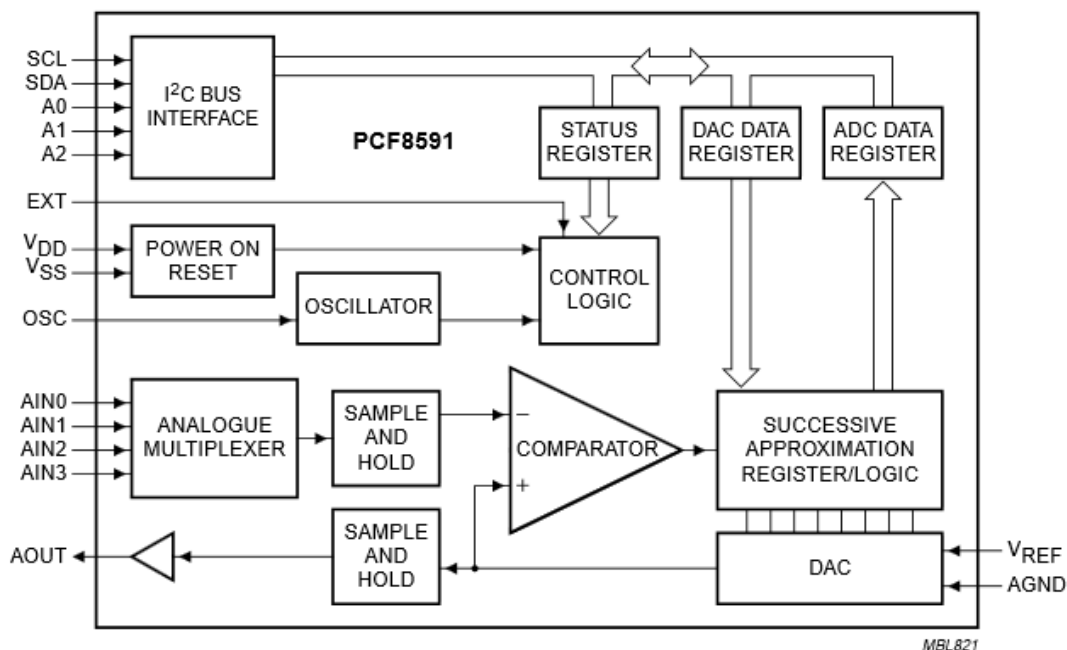 SCL
SDA
A0
A1
A2
I²C BUS
INTERFACE
PCF8591
STATUS
REGISTER
DAC DATA
REGISTER
ADC DATA
REGISTER
EXT
VDD
VSS
POWER ON
RESET
OSC
OSCILLATOR
CONTROL
LOGIC
AIN0
AIN1
AIN2
AIN3
ANALOGUE
MULTIPLEXER
SAMPLE
AND
HOLD
−
COMPARATOR
+
SUCCESSIVE
APPROXIMATION
REGISTER/LOGIC
AOUT
SAMPLE
AND
HOLD
DAC
VREF
AGND
MBL821